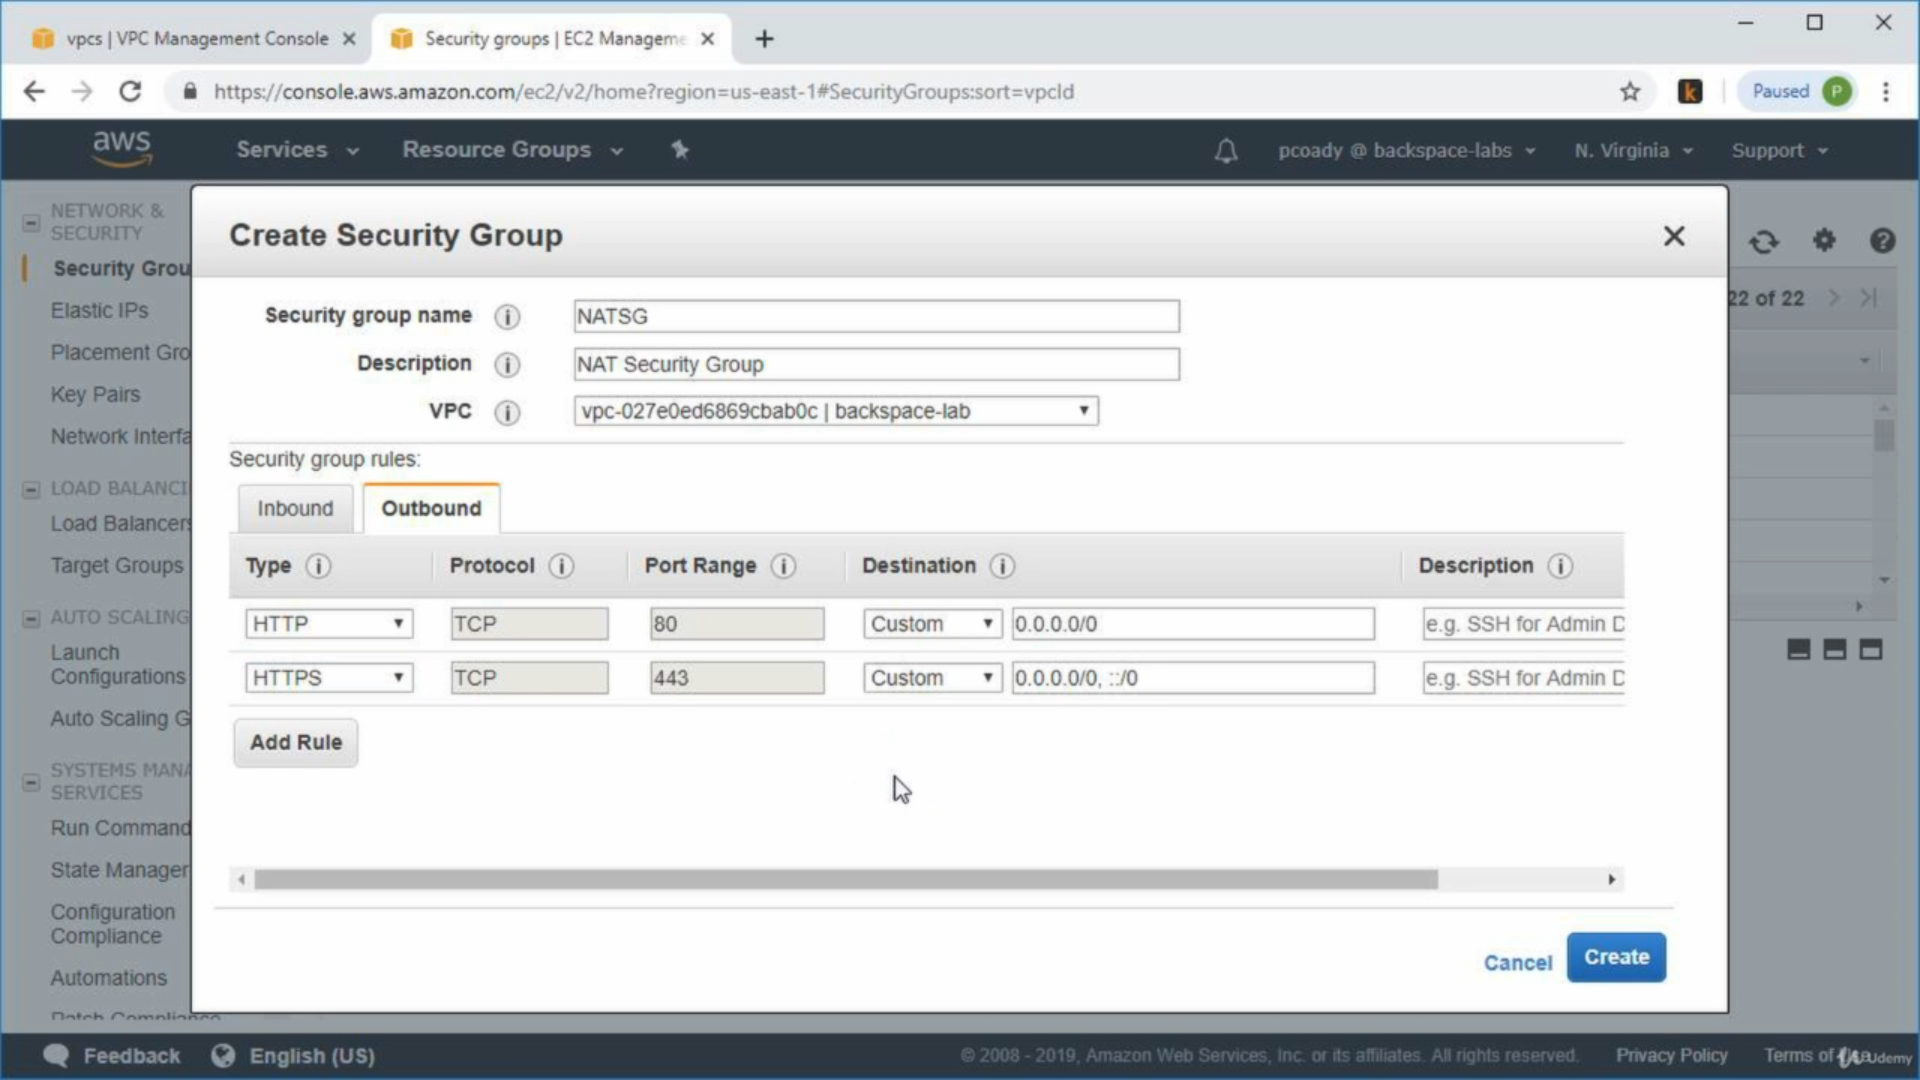 vpcs | VPC Management Console
Security groups | EC2 Manageme
https://console.aws.amazon.com/ec2/v2/home?region=us-east-1#SecurityGroups:sort=vpcId
k
Paused
P
aws
Services
Resource Groups
pcoady @ backspace-labs
N. Virginia
Support
NETWORK &
SECURITY
Security Grou
Elastic IPs
Placement Gro
Key Pairs
Network Interfa
LOAD BALANCI
Load Balancers
Target Groups
AUTO SCALING
Launch
Configurations
Auto Scaling G
SYSTEMS MANA
SERVICES
Run Command
State Manager
Configuration
Compliance
Automations
Patch Compliance
22 of 22
Create Security Group
Security group name
NATSG
Description
NAT Security Group
VPC
vpc-027e0ed6869cbab0c | backspace-lab
Security group rules:
Inbound
Outbound
Type
Protocol
Port Range
Destination
Description
HTTP
TCP
80
Custom
0.0.0.0/0
e.g. SSH for Admin D
HTTPS
TCP
443
Custom
0.0.0.0/0, ::/0
e.g. SSH for Admin D
Add Rule
Cancel
Create
Feedback
English (US)
© 2008 - 2019, Amazon Web Services, Inc. or its affiliates. All rights reserved.
Privacy Policy
Terms of Use
Udemy